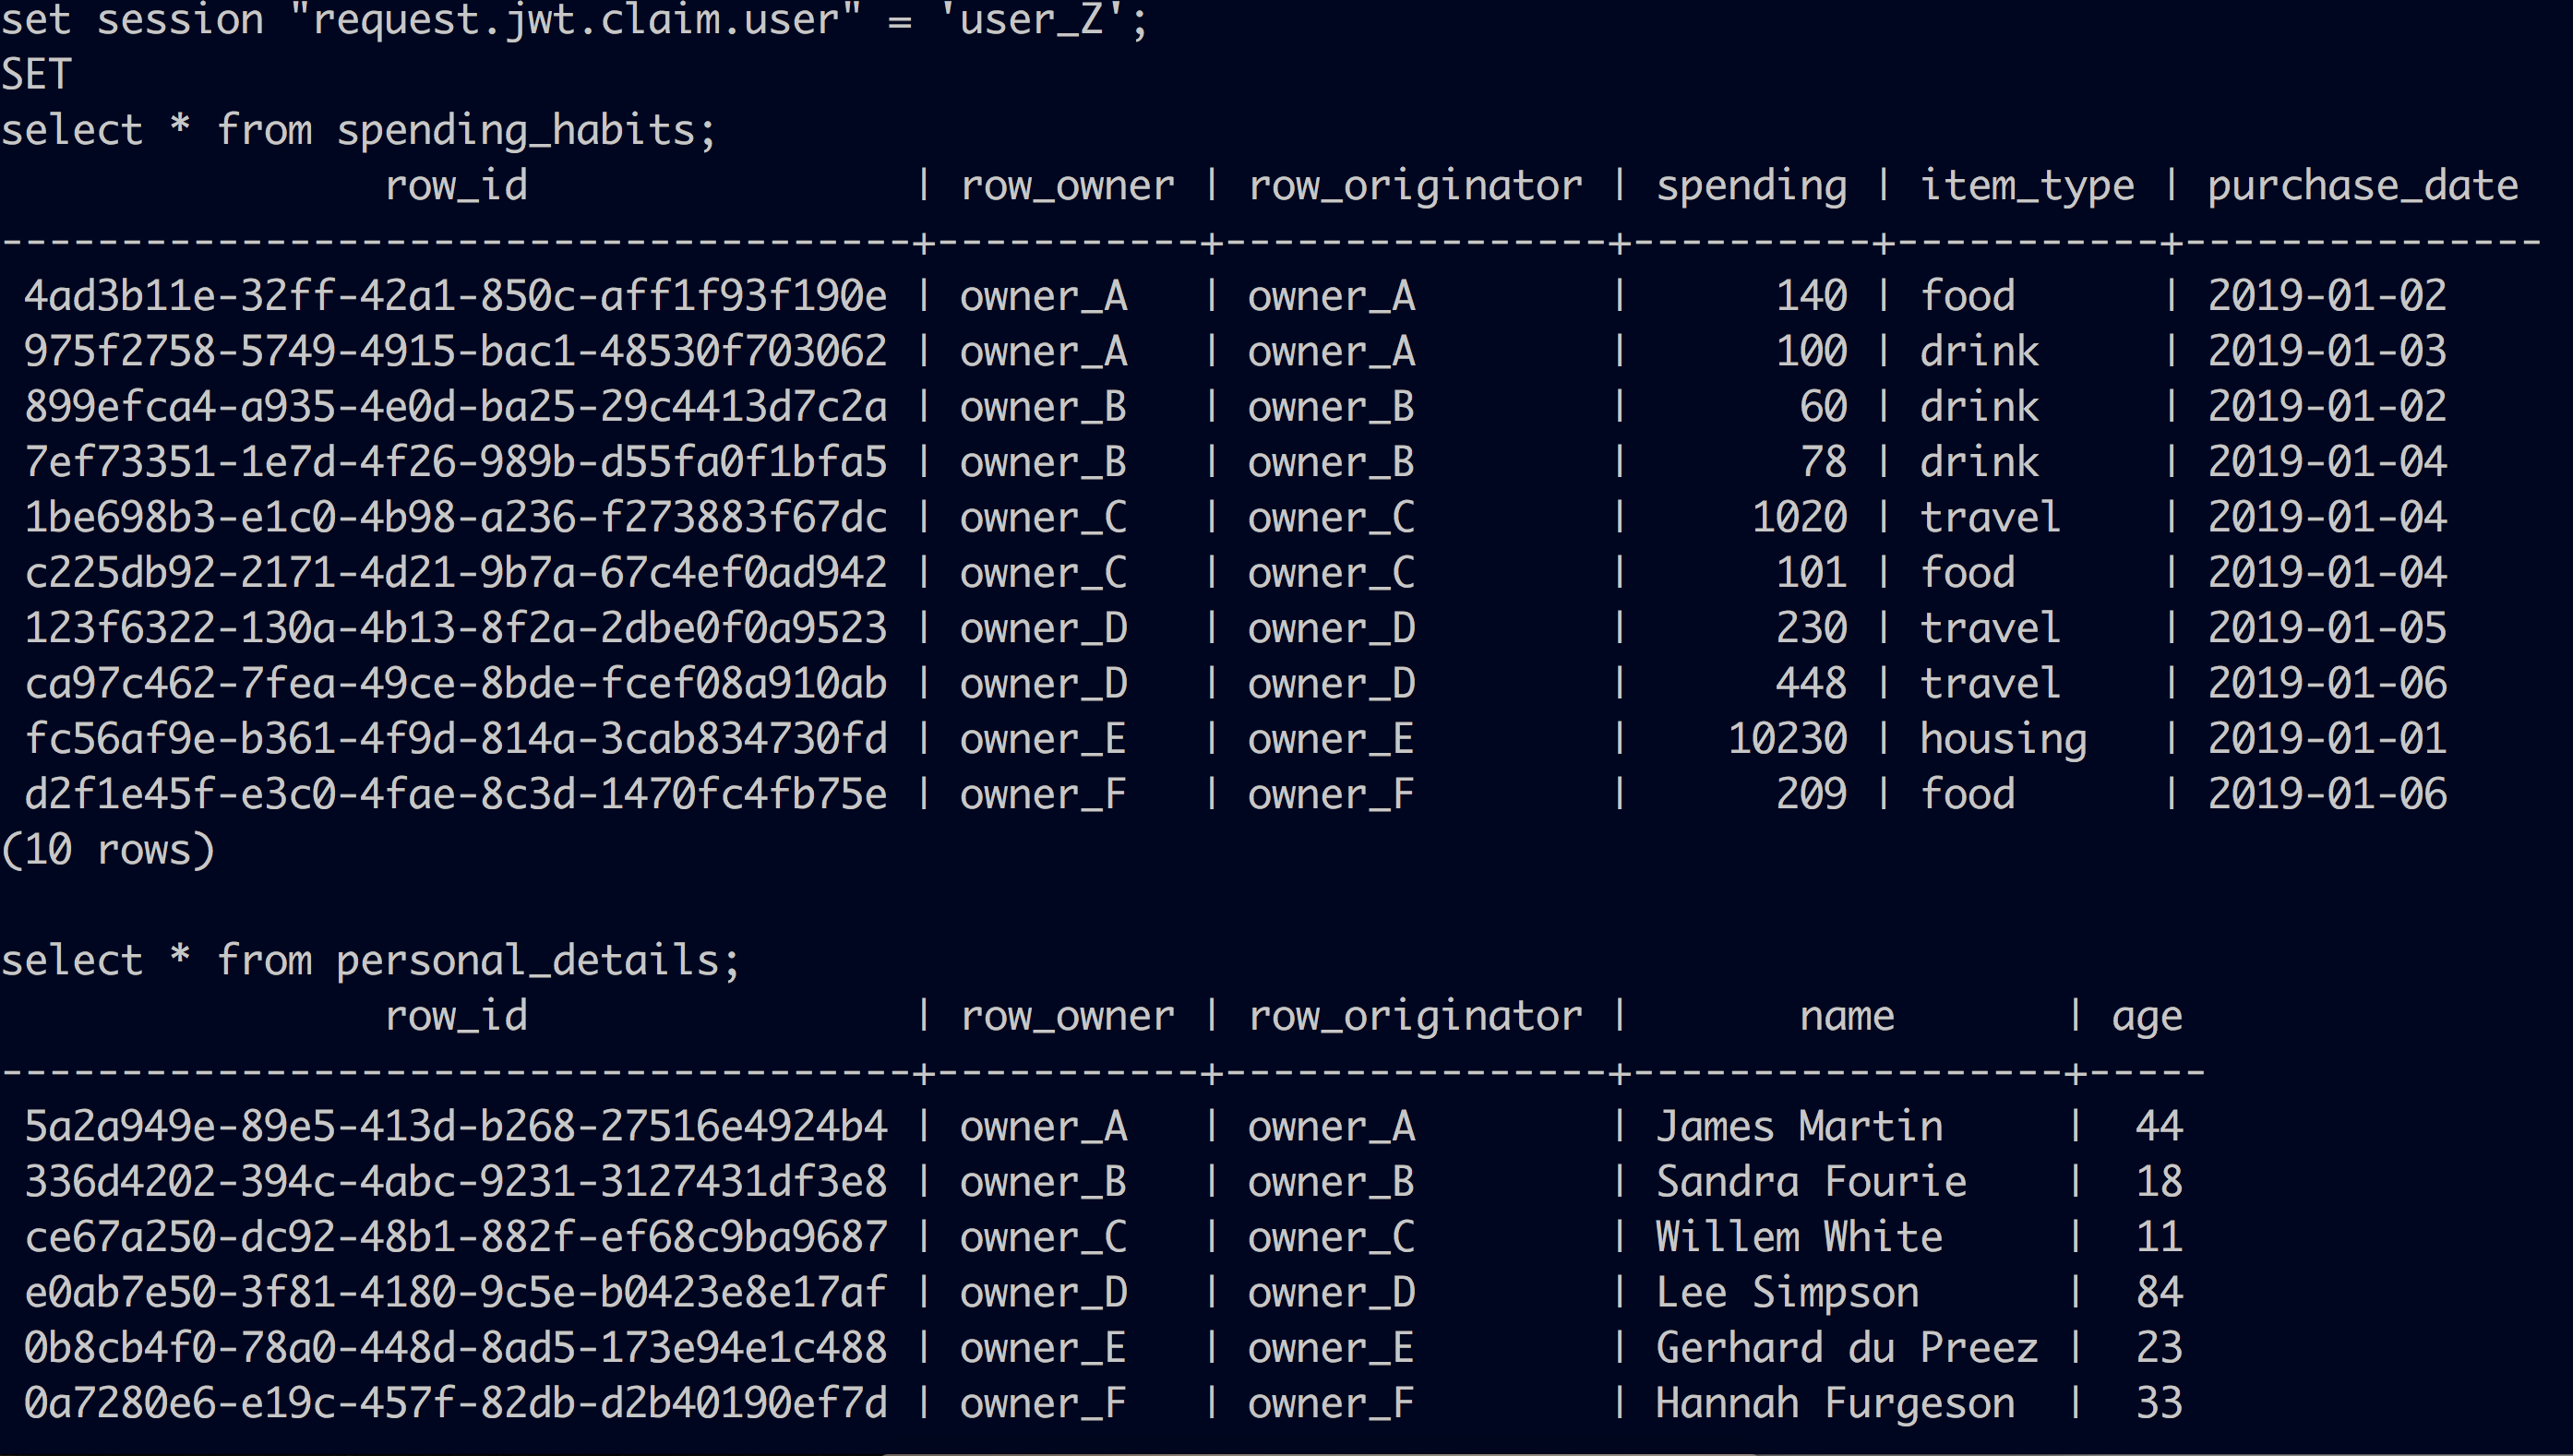 set session "request.jwt.claim.user" = 'user_Z';
SET
select * from spending_habits;
                row_id                | row_owner | row_originator | spending | item_type | purchase_date
--------------------------------------+-----------+----------------+----------+-----------+---------------
 4ad3b11e-32ff-42a1-850c-aff1f93f190e | owner_A   | owner_A        |      140 | food      | 2019-01-02
 975f2758-5749-4915-bac1-48530f703062 | owner_A   | owner_A        |      100 | drink     | 2019-01-03
 899efca4-a935-4e0d-ba25-29c4413d7c2a | owner_B   | owner_B        |       60 | drink     | 2019-01-02
 7ef73351-1e7d-4f26-989b-d55fa0f1bfa5 | owner_B   | owner_B        |       78 | drink     | 2019-01-04
 1be698b3-e1c0-4b98-a236-f273883f67dc | owner_C   | owner_C        |     1020 | travel    | 2019-01-04
 c225db92-2171-4d21-9b7a-67c4ef0ad942 | owner_C   | owner_C        |      101 | food      | 2019-01-04
 123f6322-130a-4b13-8f2a-2dbe0f0a9523 | owner_D   | owner_D        |      230 | travel    | 2019-01-05
 ca97c462-7fea-49ce-8bde-fcef08a910ab | owner_D   | owner_D        |      448 | travel    | 2019-01-06
 fc56af9e-b361-4f9d-814a-3cab834730fd | owner_E   | owner_E        |    10230 | housing   | 2019-01-01
 d2f1e45f-e3c0-4fae-8c3d-1470fc4fb75e | owner_F   | owner_F        |      209 | food      | 2019-01-06
(10 rows)

select * from personal_details;
                row_id                | row_owner | row_originator |       name       | age
--------------------------------------+-----------+----------------+------------------+-----
 5a2a949e-89e5-413d-b268-27516e4924b4 | owner_A   | owner_A        | James Martin     |  44
 336d4202-394c-4abc-9231-3127431df3e8 | owner_B   | owner_B        | Sandra Fourie    |  18
 ce67a250-dc92-48b1-882f-ef68c9ba9687 | owner_C   | owner_C        | Willem White     |  11
 e0ab7e50-3f81-4180-9c5e-b0423e8e17af | owner_D   | owner_D        | Lee Simpson      |  84
 0b8cb4f0-78a0-448d-8ad5-173e94e1c488 | owner_E   | owner_E        | Gerhard du Preez |  23
 0a7280e6-e19c-457f-82db-d2b40190ef7d | owner_F   | owner_F        | Hannah Furgeson  |  33